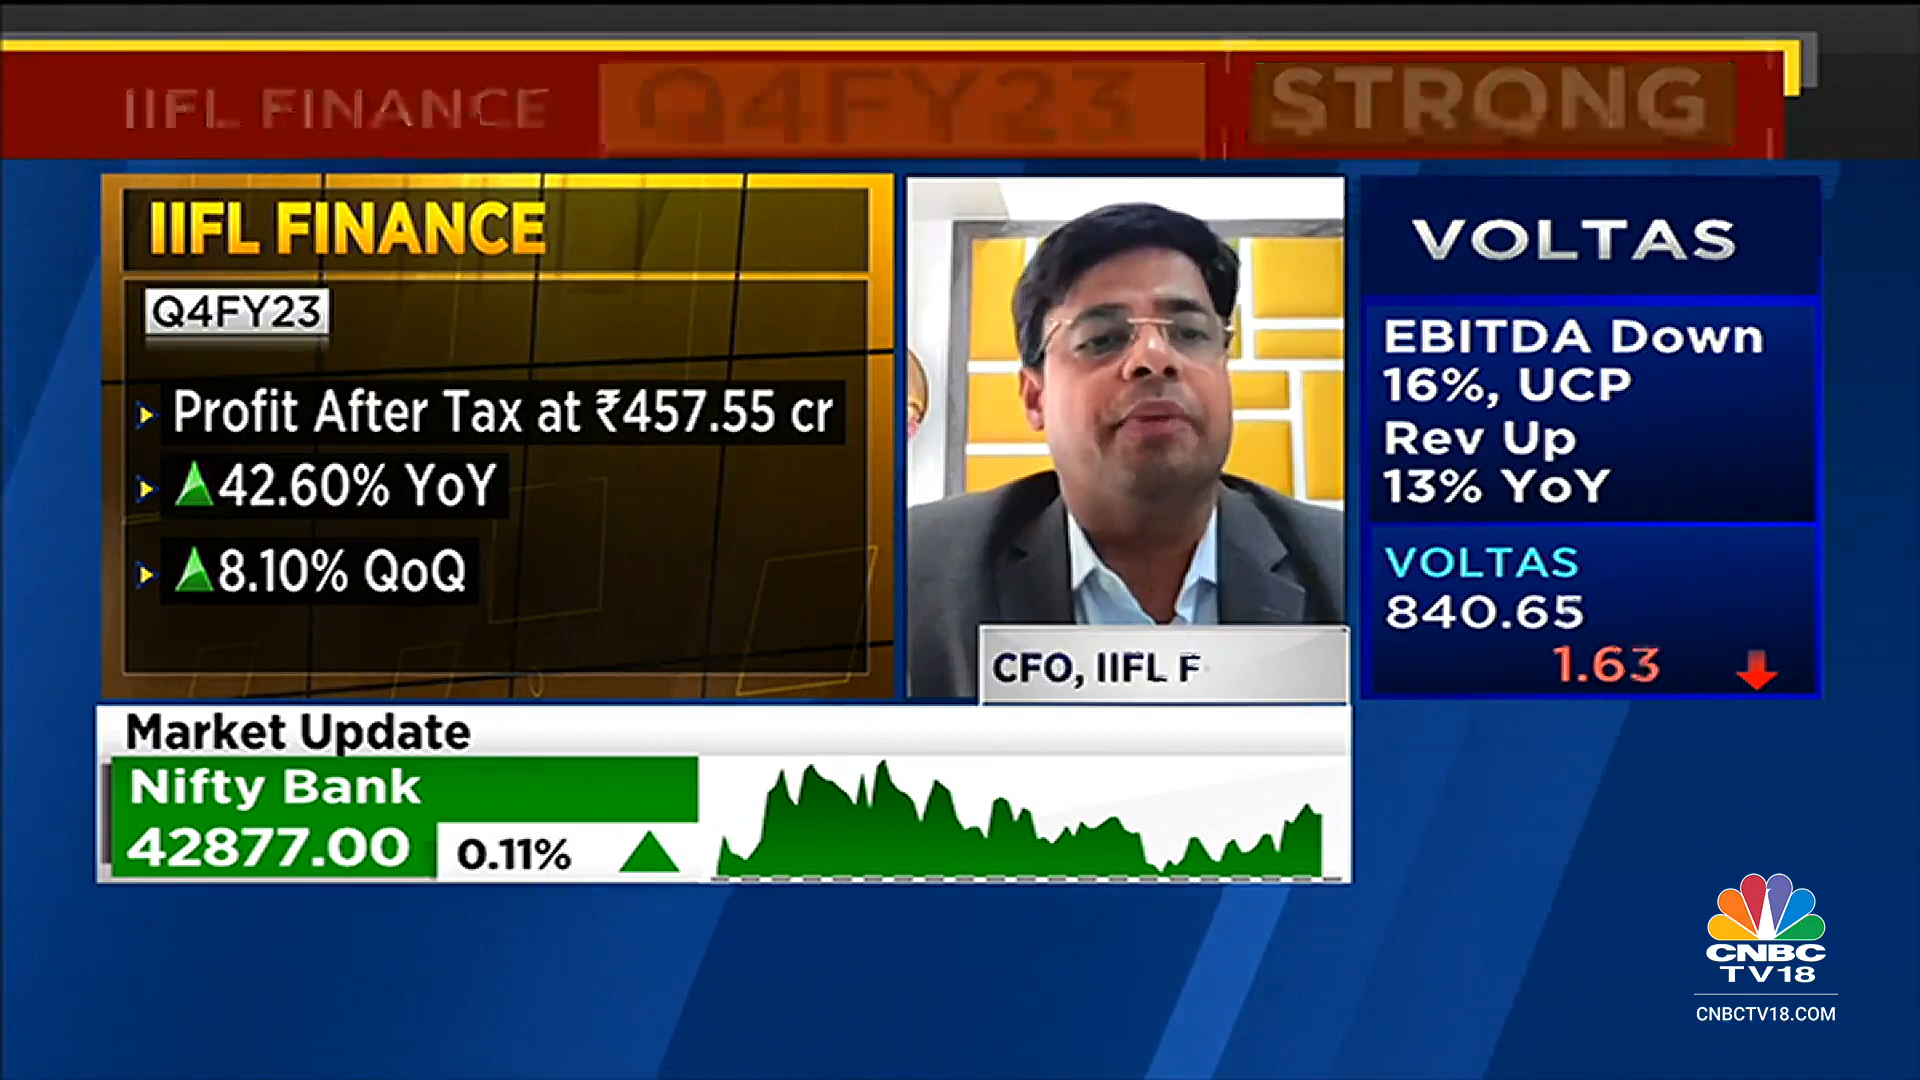 IIFL FINANCE Q4FY23 STRONG
IIFL FINANCE
Q4FY23
Profit After Tax at ₹457.55 cr
42.60% YoY
8.10% QoQ
CFO, IIFL F
VOLTAS
EBITDA Down
16%, UCP
Rev Up
13% YoY
VOLTAS
840.65
1.63
Market Update
Nifty Bank
42877.00
0.11%
CNBC
TV18
CNBCTV18.COM